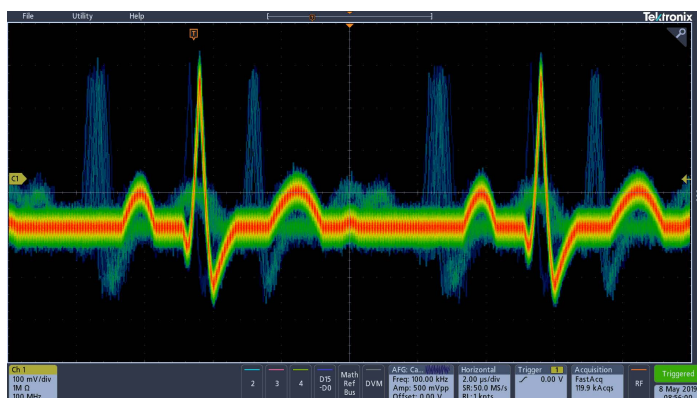 File Utility Help
Tektronix
T
C1
Ch 1
100 mV/div
1M Ω
100 MHz
2
3
4
D15
-D0
Math
Ref
Bus
DVM
AFG: Ca...
Freq: 100.00 kHz
Amp: 500 mVpp
Offset: 0.00 V
Horizontal
2.00 µs/div
SR: 50.0 MS/s
RL: 1 kpts
Trigger 1
0.00 V
Acquisition
FastAcq
119.9 kAcqs
RF
Triggered
8 May 2019